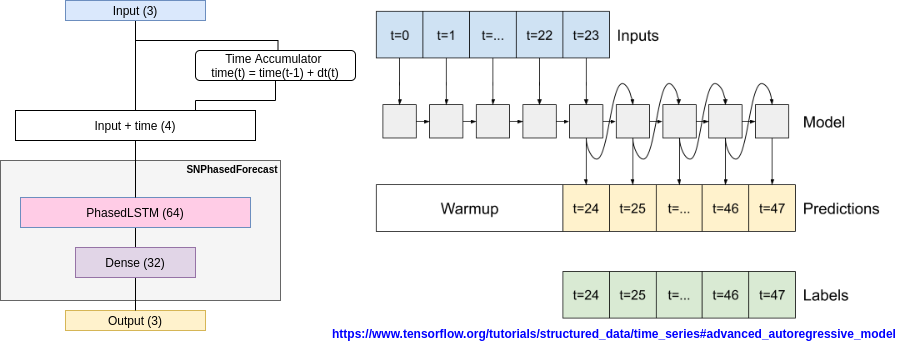 Input (3)
Time Accumulator
time(t) = time(t-1) + dt(t)
Input + time (4)
SNPhasedForecast
PhasedLSTM (64)
Dense (32)
Output (3)
t=0 t=1 t=... t=22 t=23 Inputs
Model
Warmup t=24 t=25 t=... t=46 t=47 Predictions
t=24 t=25 t=... t=46 t=47 Labels
https://www.tensorflow.org/tutorials/structured_data/time_series#advanced_autoregressive_model